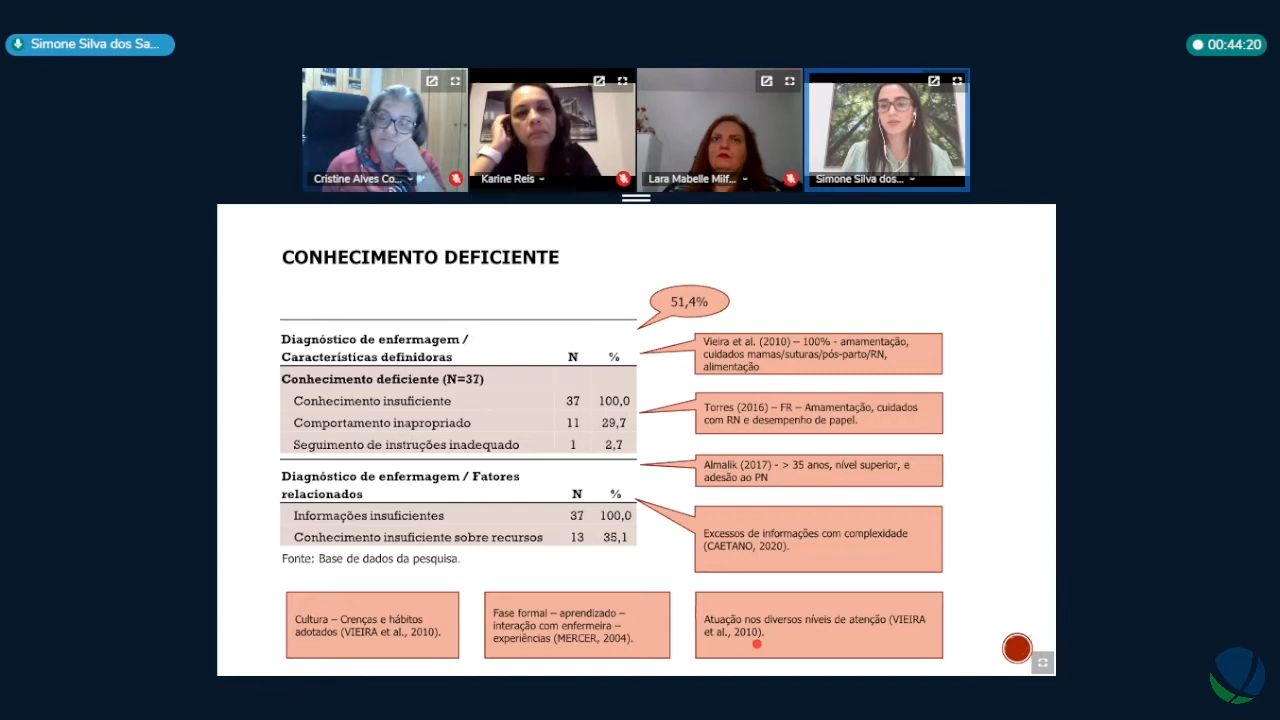 Simone Silva dos Sa...
00:44:20
Cristine Alves Co...
Karine Reis
Lara Mabelle Milf...
Simone Silva dos...
CONHECIMENTO DEFICIENTE
51,4%
Diagnóstico de enfermagem /
Características definidoras N %
Conhecimento deficiente (N=37)
Conhecimento insuficiente 37 100,0
Comportamento inapropriado 11 29,7
Seguimento de instruções inadequado 1 2,7
Diagnóstico de enfermagem / Fatores
relacionados N %
Informações insuficientes 37 100,0
Conhecimento insuficiente sobre recursos 13 35,1
Fonte: Base de dados da pesquisa.
Vieira et al. (2010) – 100% - amamentação,
cuidados mamas/suturas/pós-parto/RN,
alimentação
Torres (2016) – FR – Amamentação, cuidados
com RN e desempenho de papel.
Almalik (2017) - > 35 anos, nível superior, e
adesão ao PN
Excessos de informações com complexidade
(CAETANO, 2020).
Cultura – Crenças e hábitos
adotados (VIEIRA et al., 2010).
Fase formal – aprendizado –
interação com enfermeira –
experiências (MERCER, 2004).
Atuação nos diversos níveis de atenção (VIEIRA
et al., 2010).